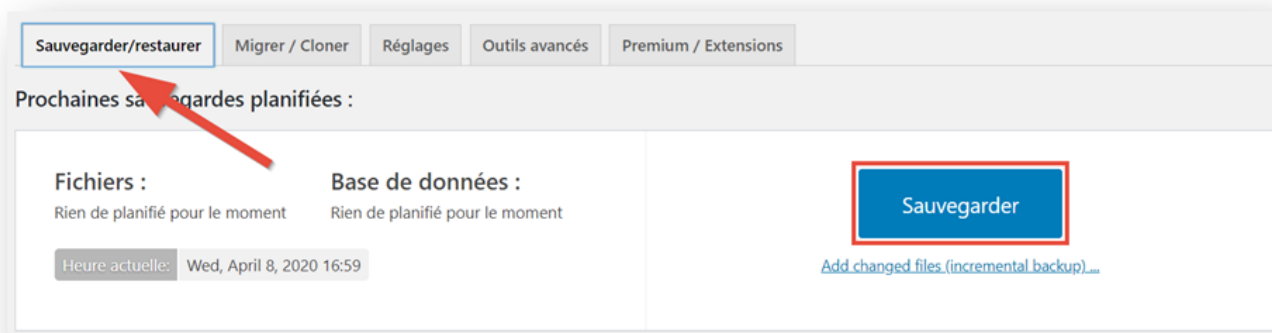 Sauvegarder/restaurer Migrer / Cloner Réglages Outils avancés Premium / Extensions
Prochaines sauvegardes planifiées :
Fichiers : Base de données :
Rien de planifié pour le moment Rien de planifié pour le moment
Heure actuelle: Wed, April 8, 2020 16:59
Sauvegarder
Add changed files (incremental backup) ...